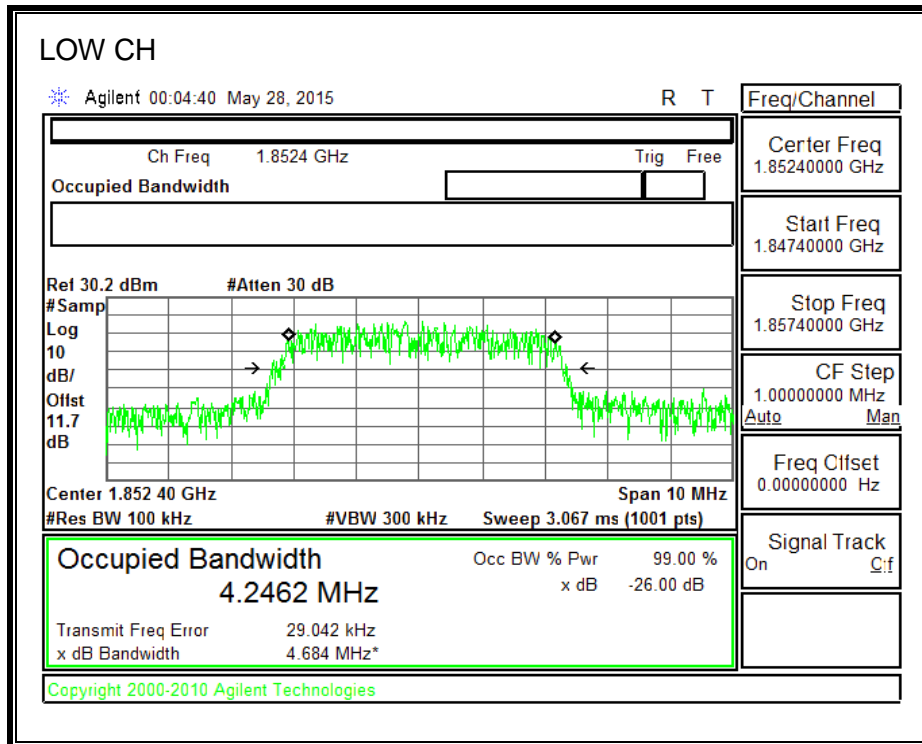 LOW CH
Agilent 00:04:40 May 28, 2015 R T
Freq/Channel
Ch Freq 1.8524 GHz Trig Free
Occupied Bandwidth
Center Freq
1.85240000 GHz
Start Freq
1.84740000 GHz
Stop Freq
1.85740000 GHz
CF Step
1.00000000 MHz
Auto Man
Freq Offset
0.00000000 Hz
Signal Track
On Off
Ref 30.2 dBm #Atten 30 dB
#Samp
Log
10
dB/
Offst
11.7
dB
Center 1.852 40 GHz Span 10 MHz
#Res BW 100 kHz #VBW 300 kHz Sweep 3.067 ms (1001 pts)
Occupied Bandwidth
4.2462 MHz
Occ BW % Pwr 99.00 %
x dB -26.00 dB
Transmit Freq Error 29.042 kHz
x dB Bandwidth 4.684 MHz*
Copyright 2000-2010 Agilent Technologies